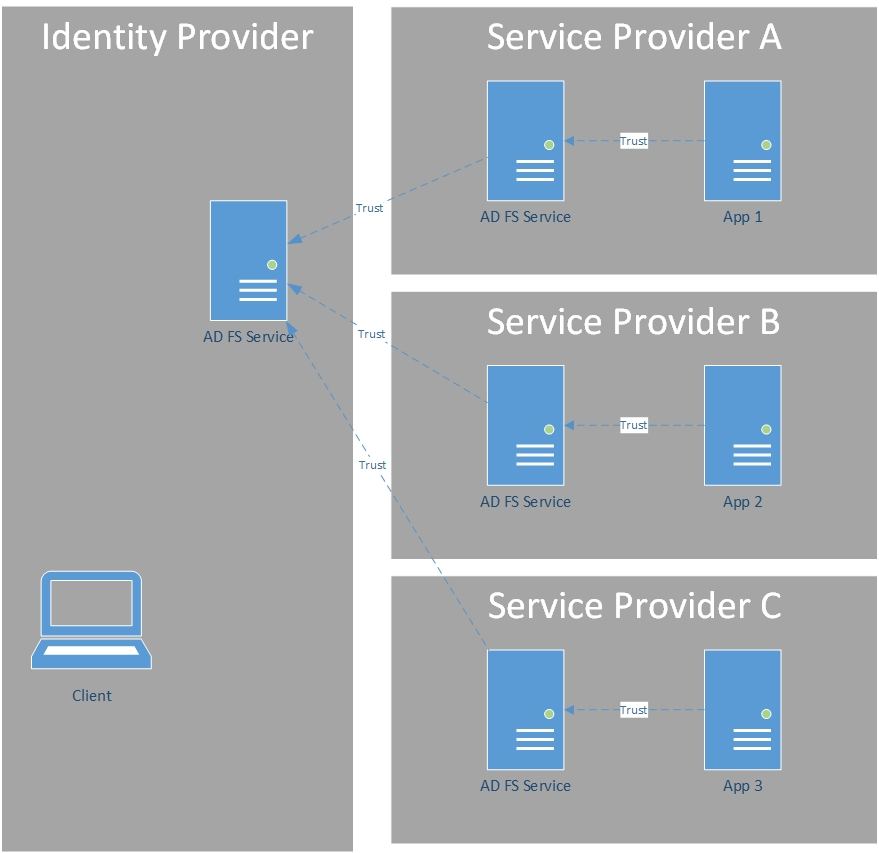 Identity Provider
AD FS Service
Client
Trust
Trust
Trust
Service Provider A
Trust
AD FS Service
App 1
Service Provider B
Trust
AD FS Service
App 2
Service Provider C
Trust
AD FS Service
App 3